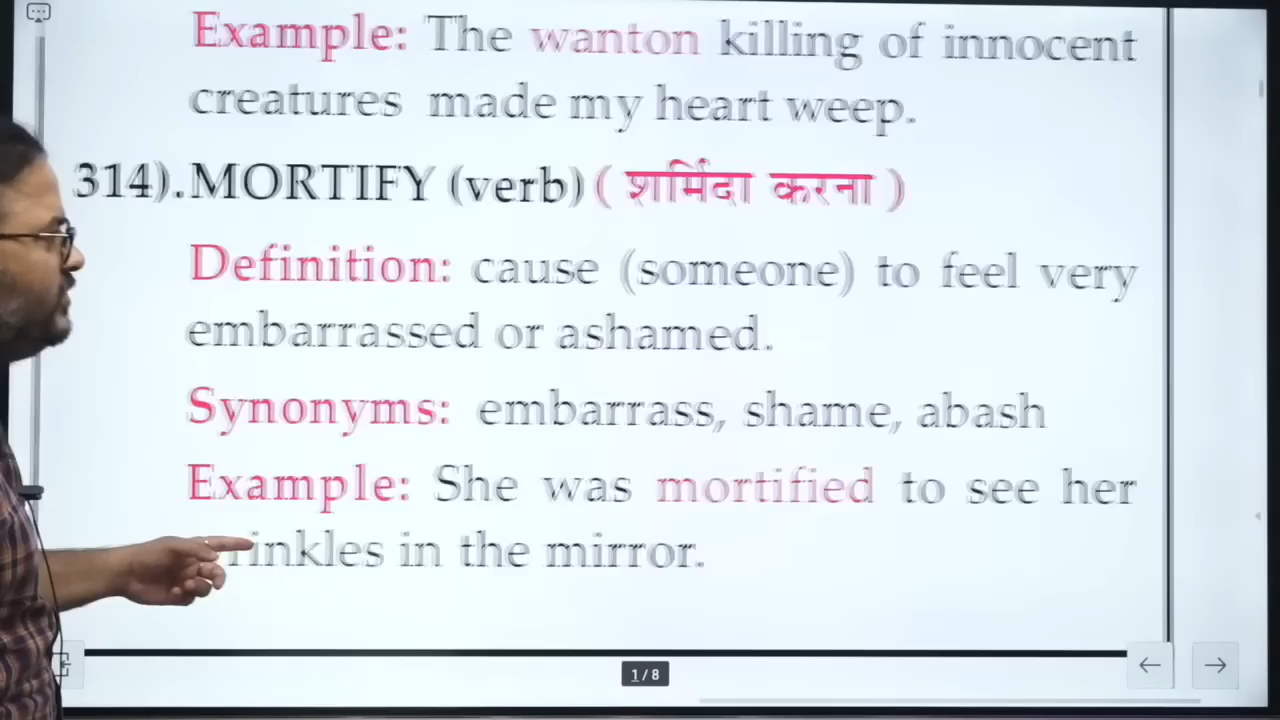 Example: The wanton killing of innocent
creatures made my heart weep.
314). MORTIFY (verb) ( शर्मिंदा करना )
Definition: cause (someone) to feel very
embarrassed or ashamed.
Synonyms: embarrass, shame, abash
Example: She was mortified to see her
rinkles in the mirror.
1 / 8